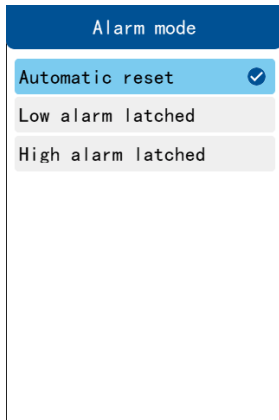 Alarm mode
Automatic reset
Low alarm latched
High alarm latched